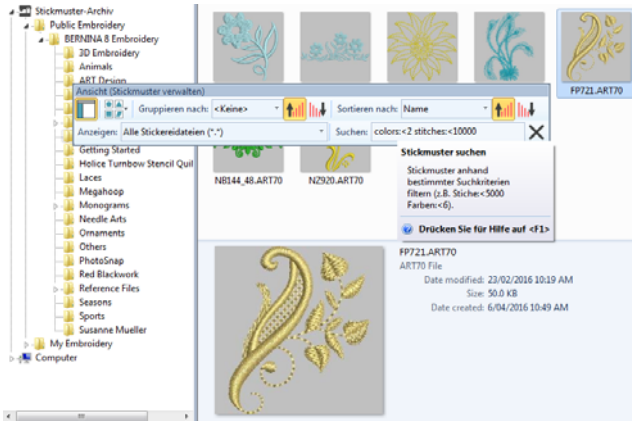 Stickmuster-Archiv
Public Embroidery
BERNINA 8 Embroidery
3D Embroidery
Animals
ART Design
FP721.ART70
Ansicht (Stickmuster verwalten)
Gruppieren nach: <Keine>
Sortieren nach: Name
Anzeigen: Alle Stickereidateien (*.*)
Suchen: colors:<2 stitches:<10000
Getting Started
Holice Turnbow Stencil Quil
Laces
Megahoop
Monograms
Needle Arts
Ornaments
Others
PhotoSnap
Red Blackwork
Reference Files
Seasons
Sports
Susanne Mueller
My Embroidery
Computer
NB144_48.ART70
NZ920.ART70
Stickmuster suchen
Stickmuster anhand
bestimmter Suchkriterien
filtern (z.B. Stiche:<5000
Farben:<6).
Drücken Sie für Hilfe auf <F1>
FP721.ART70
ART70 File
Date modified: 23/02/2016 10:19 AM
Size: 50.0 KB
Date created: 6/04/2016 10:49 AM